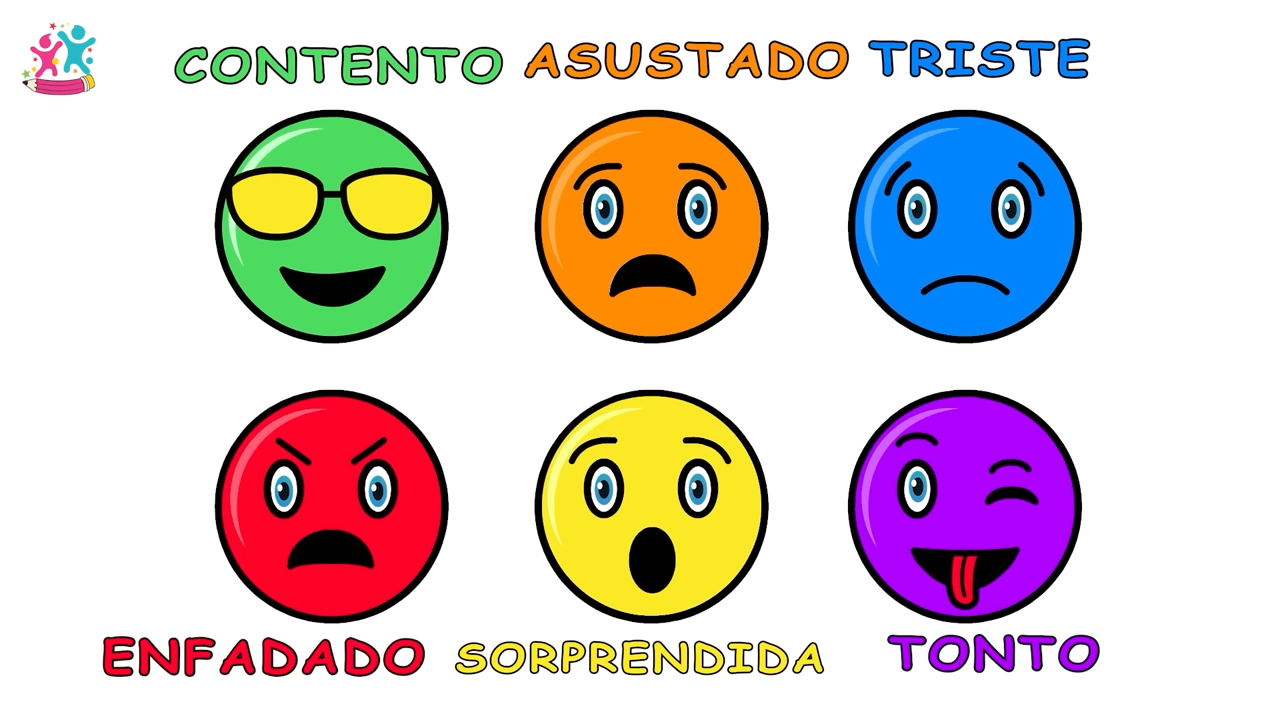 CONTENTO
ASUSTADO
TRISTE
ENFADADO
SORPRENDIDA
TONTO